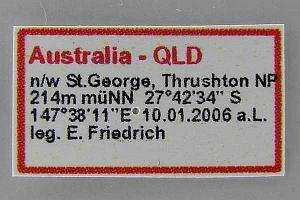 Australia - QLD
n/w St.George, Thrushton NP
214m müNN 27°42'34" S
147°38'11"E 10.01.2006 a.L.
leg. E. Friedrich